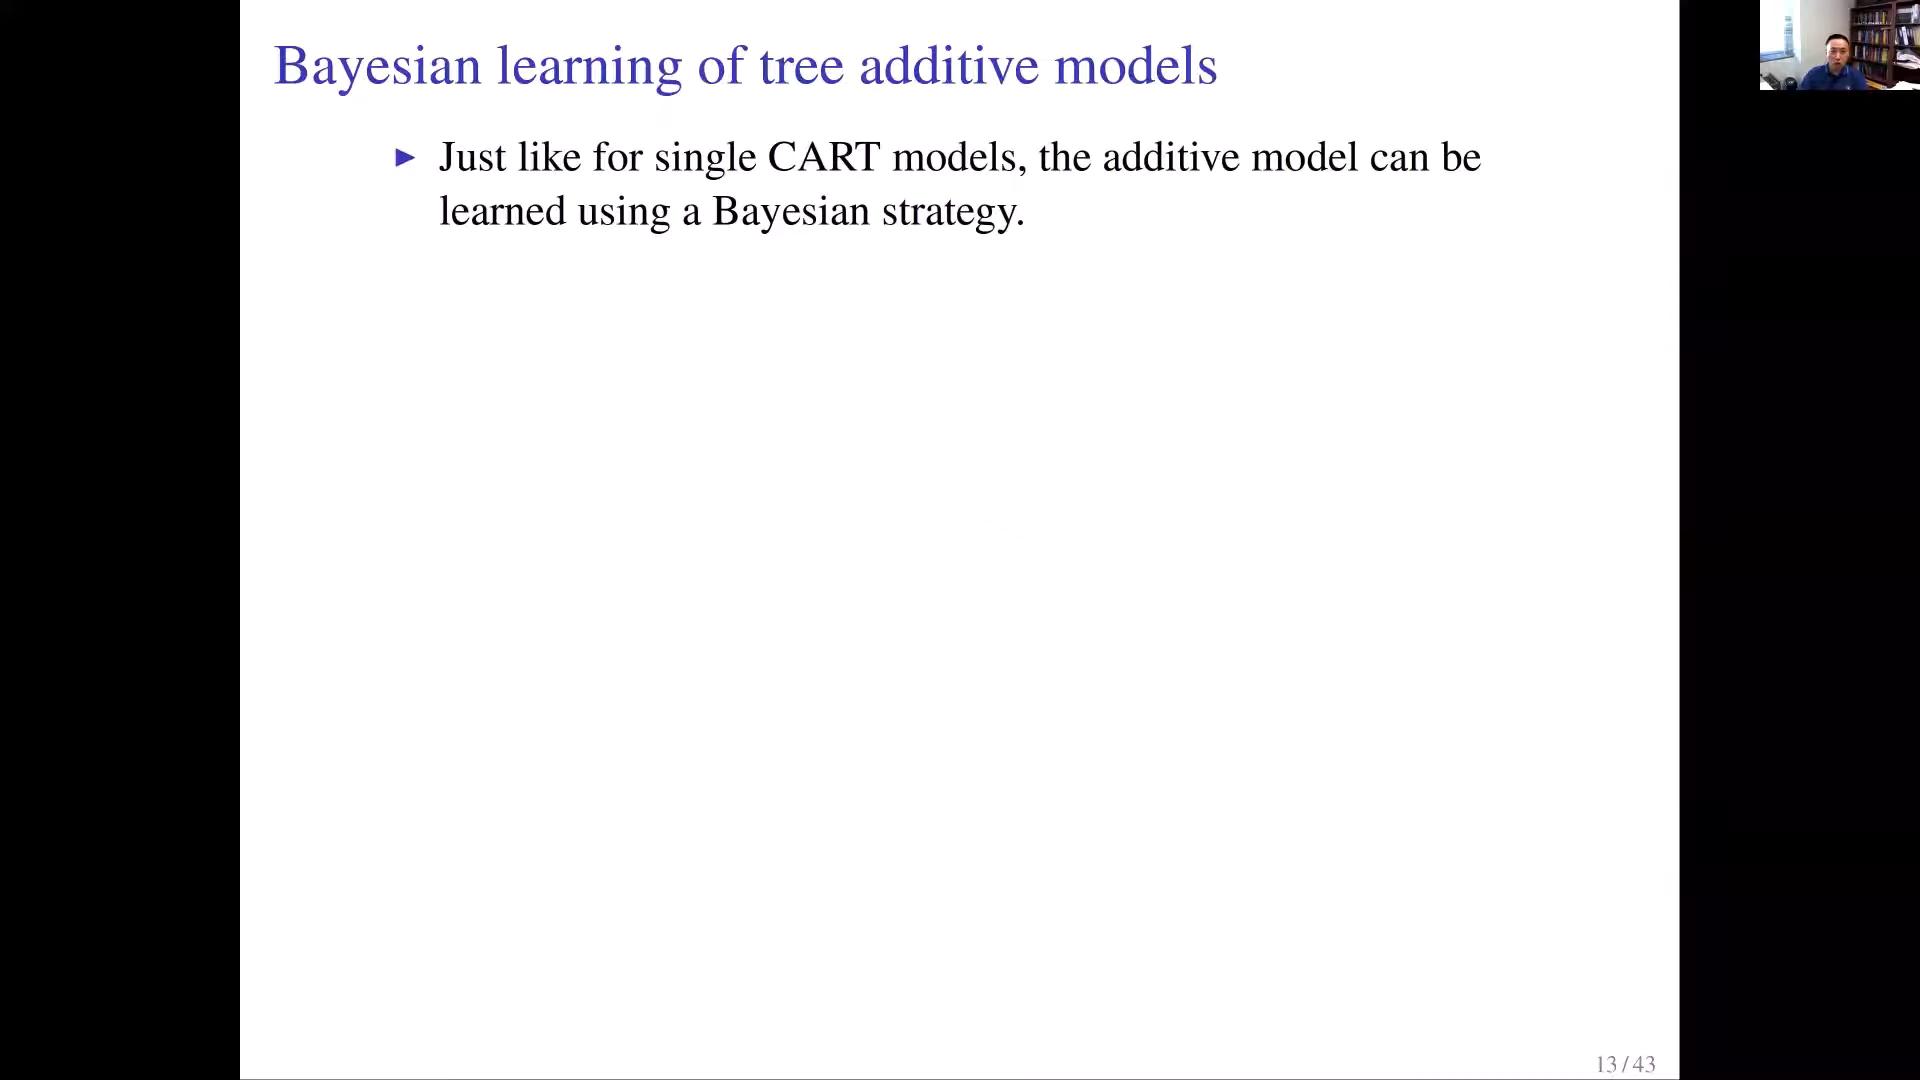 Bayesian learning of tree additive models
▶ Just like for single CART models, the additive model can be
learned using a Bayesian strategy.
13 / 43